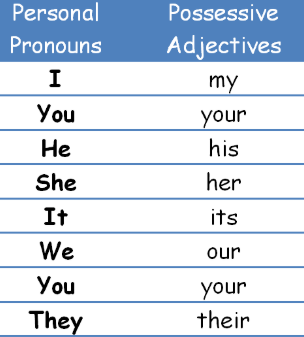 Personal Possessive
Pronouns Adjectives
I my
You your
He his
She her
It its
We our
You your
They their